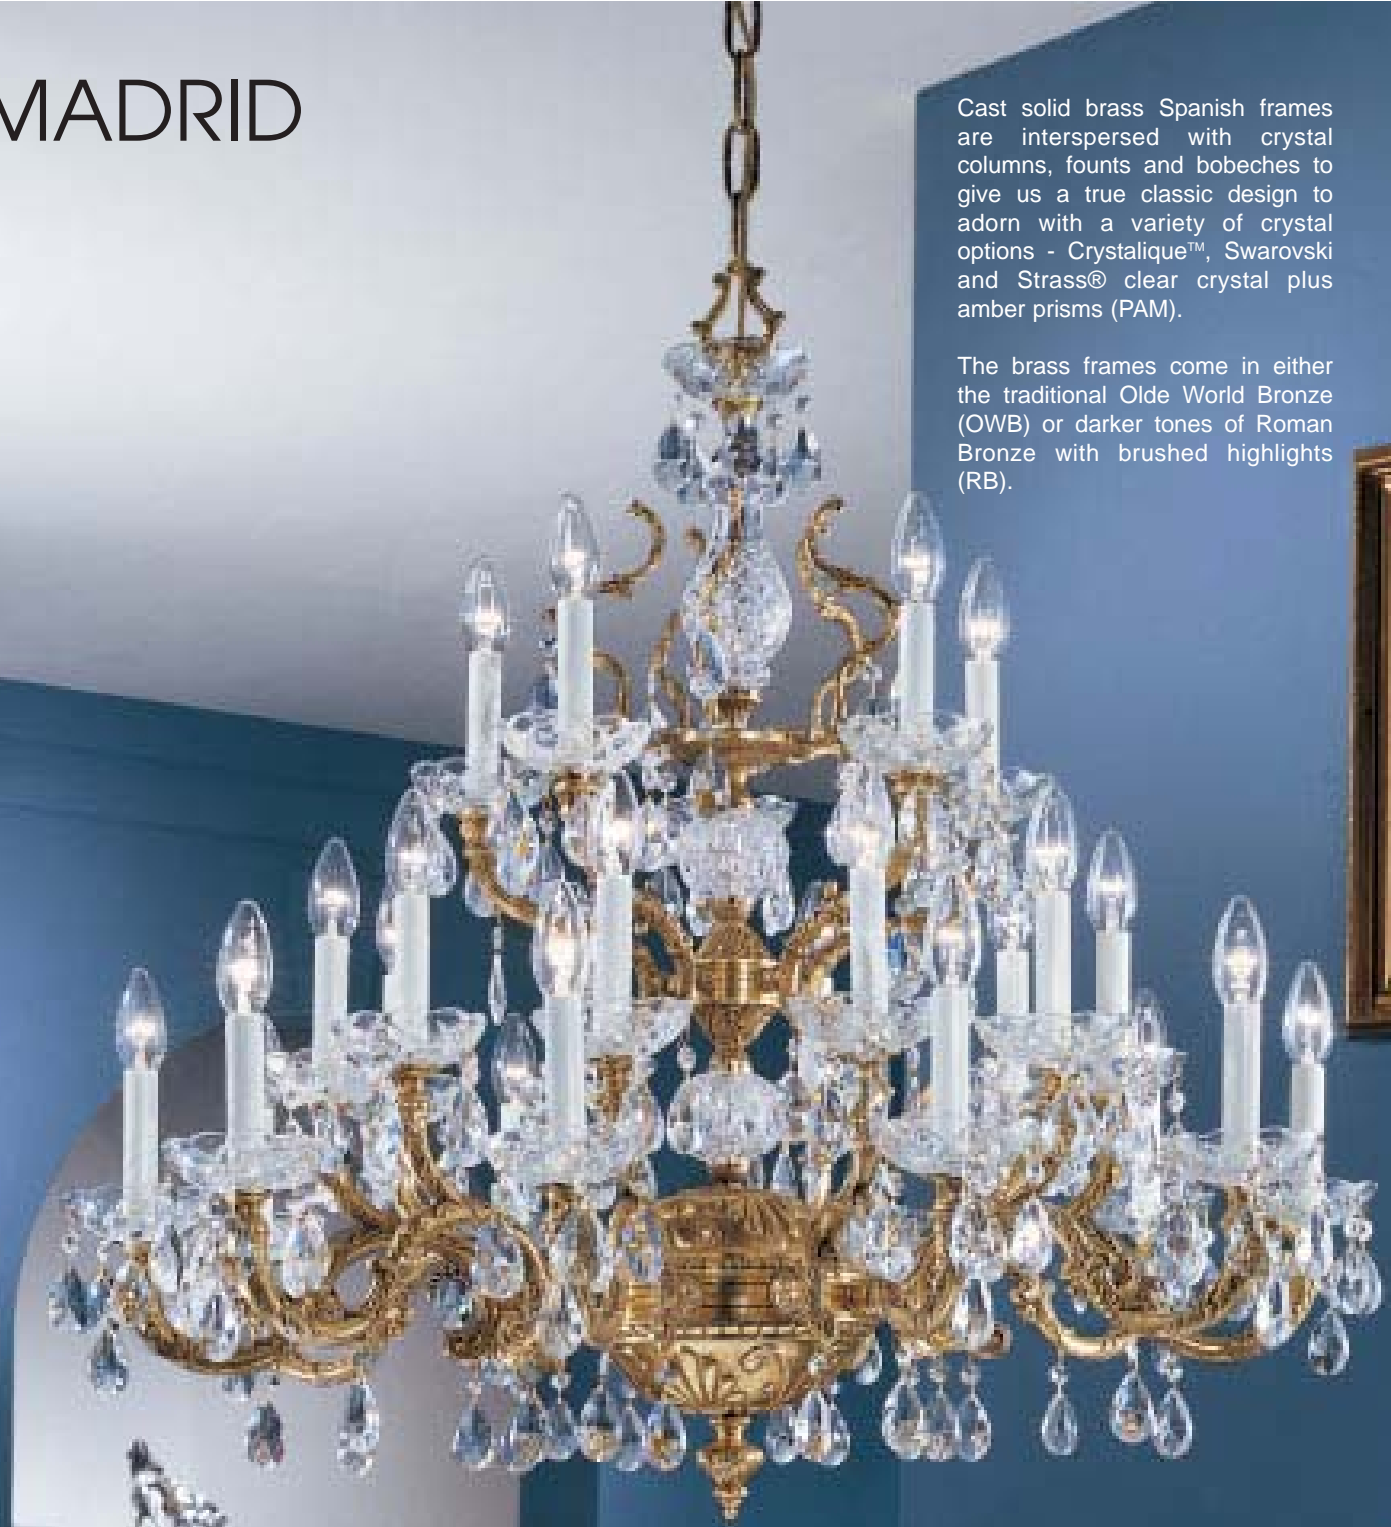 MADRID
Cast solid brass Spanish frames
are interspersed with crystal
columns, founts and bobeches to
give us a true classic design to
adorn with a variety of crystal
options - Crystalique™, Swarovski
and Strass® clear crystal plus
amber prisms (PAM).
The brass frames come in either
the traditional Olde World Bronze
(OWB) or darker tones of Roman
Bronze with brushed highlights
(RB).